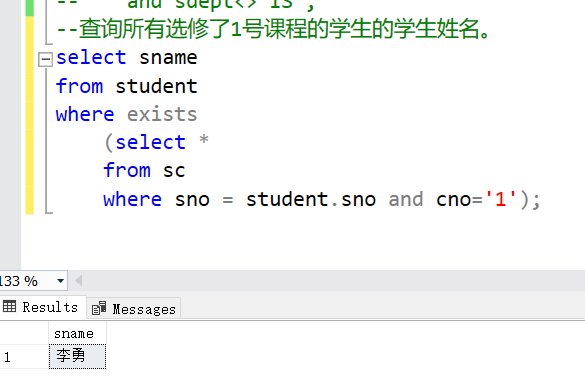 --    and sdept<>'IS';
--查询所有选修了1号课程的学生的学生姓名。
select sname
from student
where exists
(select *
from sc
where sno = student.sno and cno='1');
133 %
Results Messages
sname
1 李勇